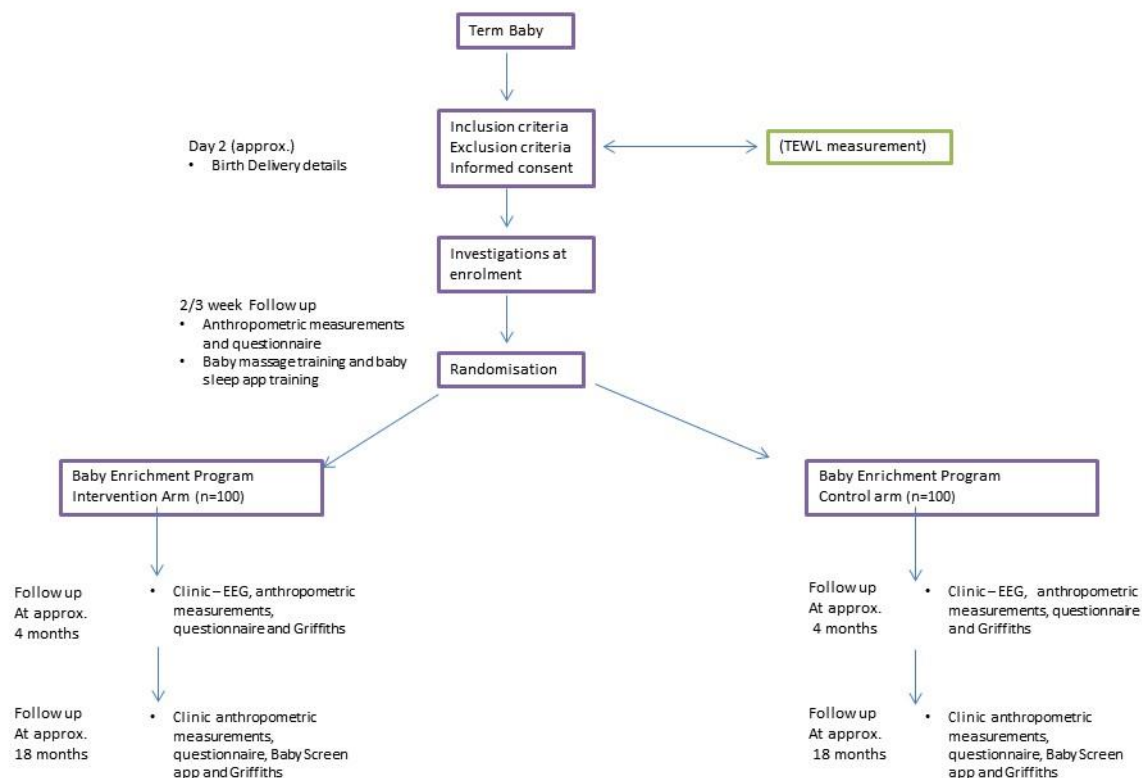 Term Baby
Day 2 (approx.)
• Birth Delivery details
Inclusion criteria
Exclusion criteria
Informed consent
(TEWL measurement)
Investigations at
enrolment
2/3 week Follow up
• Anthropometric measurements
and questionnaire
• Baby massage training and baby
sleep app training
Randomisation
Baby Enrichment Program
Intervention Arm (n=100)
Baby Enrichment Program
Control arm (n=100)
Follow up
At approx.
4 months
• Clinic – EEG, anthropometric
measurements,
questionnaire and Griffiths
Follow up
At approx.
4 months
• Clinic – EEG, anthropometric
measurements, questionnaire
and Griffiths
Follow up
At approx.
18 months
• Clinic anthropometric
measurements,
questionnaire, Baby Screen
app and Griffiths
Follow up
At approx.
18 months
• Clinic anthropometric
measurements,
questionnaire, Baby Screen
app and Griffiths